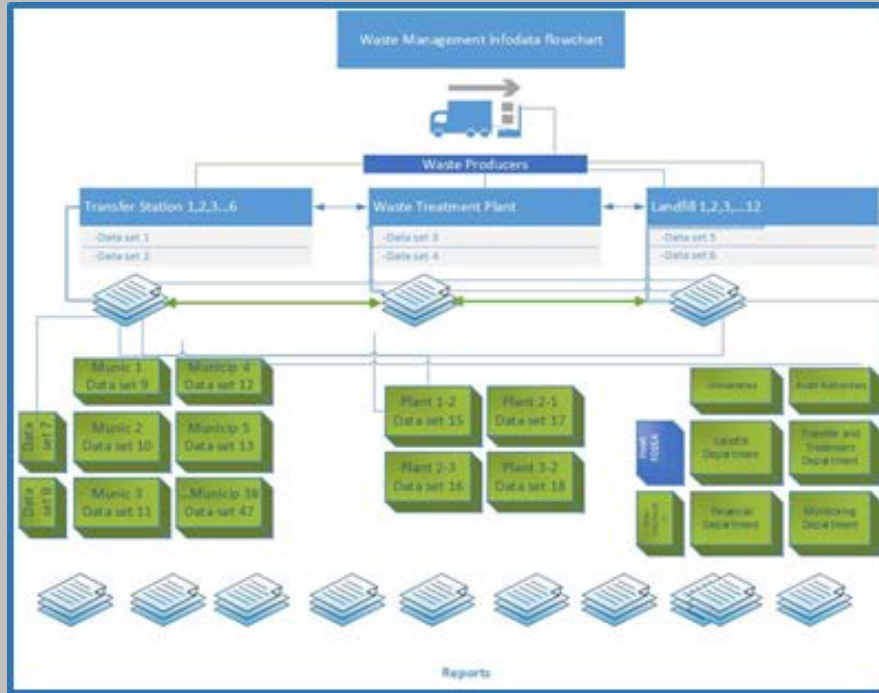 Waste Management Infodata flowchart
Waste Producers
Transfer Station 1,2,3...6
-Data set 1
-Data set 2
Waste Treatment Plant
-Data set 3
-Data set 4
Landfill 1,2,3,...12
-Data set 5
-Data set 6
Data
set 7
Data
set 8
Munic 1
Data set 9
Municip 4
Data set 12
Munic 2
Data set 10
Municip 5
Data set 13
Munic 3
Data set 11
...Municip 38
Data set 47
Plant 1-2
Data set 15
Plant 2-1
Data set 17
Plant 2-3
Data set 16
Plant 3-2
Data set 18
Universities
Audit Authorities
Landfill
Department
Transfer and
Treatment
Department
Financial
Department
Monitoring
Department
Reports